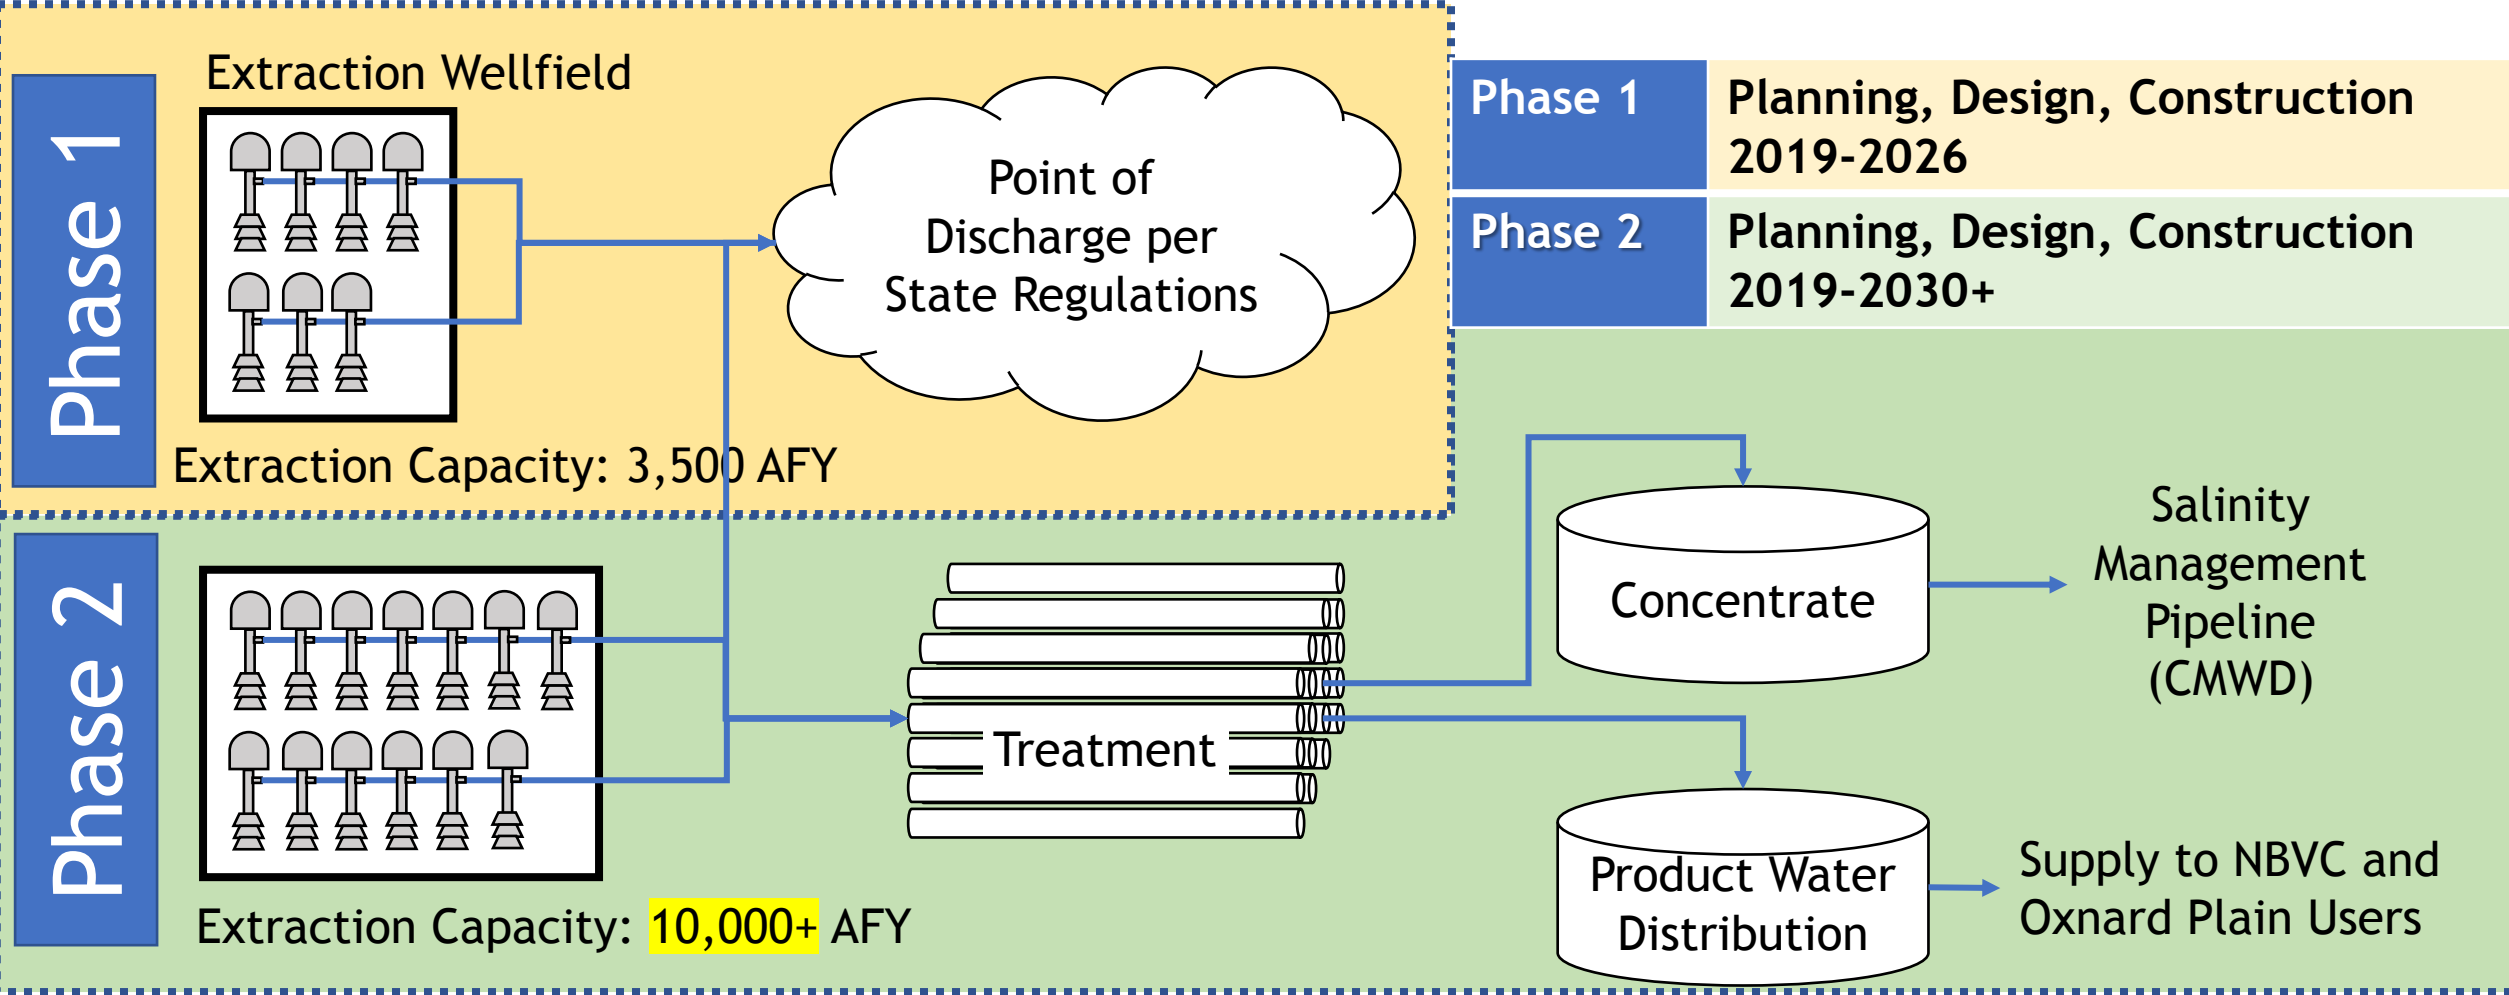 Phase 1
Extraction Wellfield
Point of
Discharge per
State Regulations
Extraction Capacity: 3,500 AFY
Phase 1
Planning, Design, Construction
2019-2026
Phase 2
Planning, Design, Construction
2019-2030+
Phase 2
Extraction Capacity: 10,000+ AFY
Treatment
Concentrate
Salinity
Management
Pipeline
(CMWD)
Product Water
Distribution
Supply to NBVC and
Oxnard Plain Users